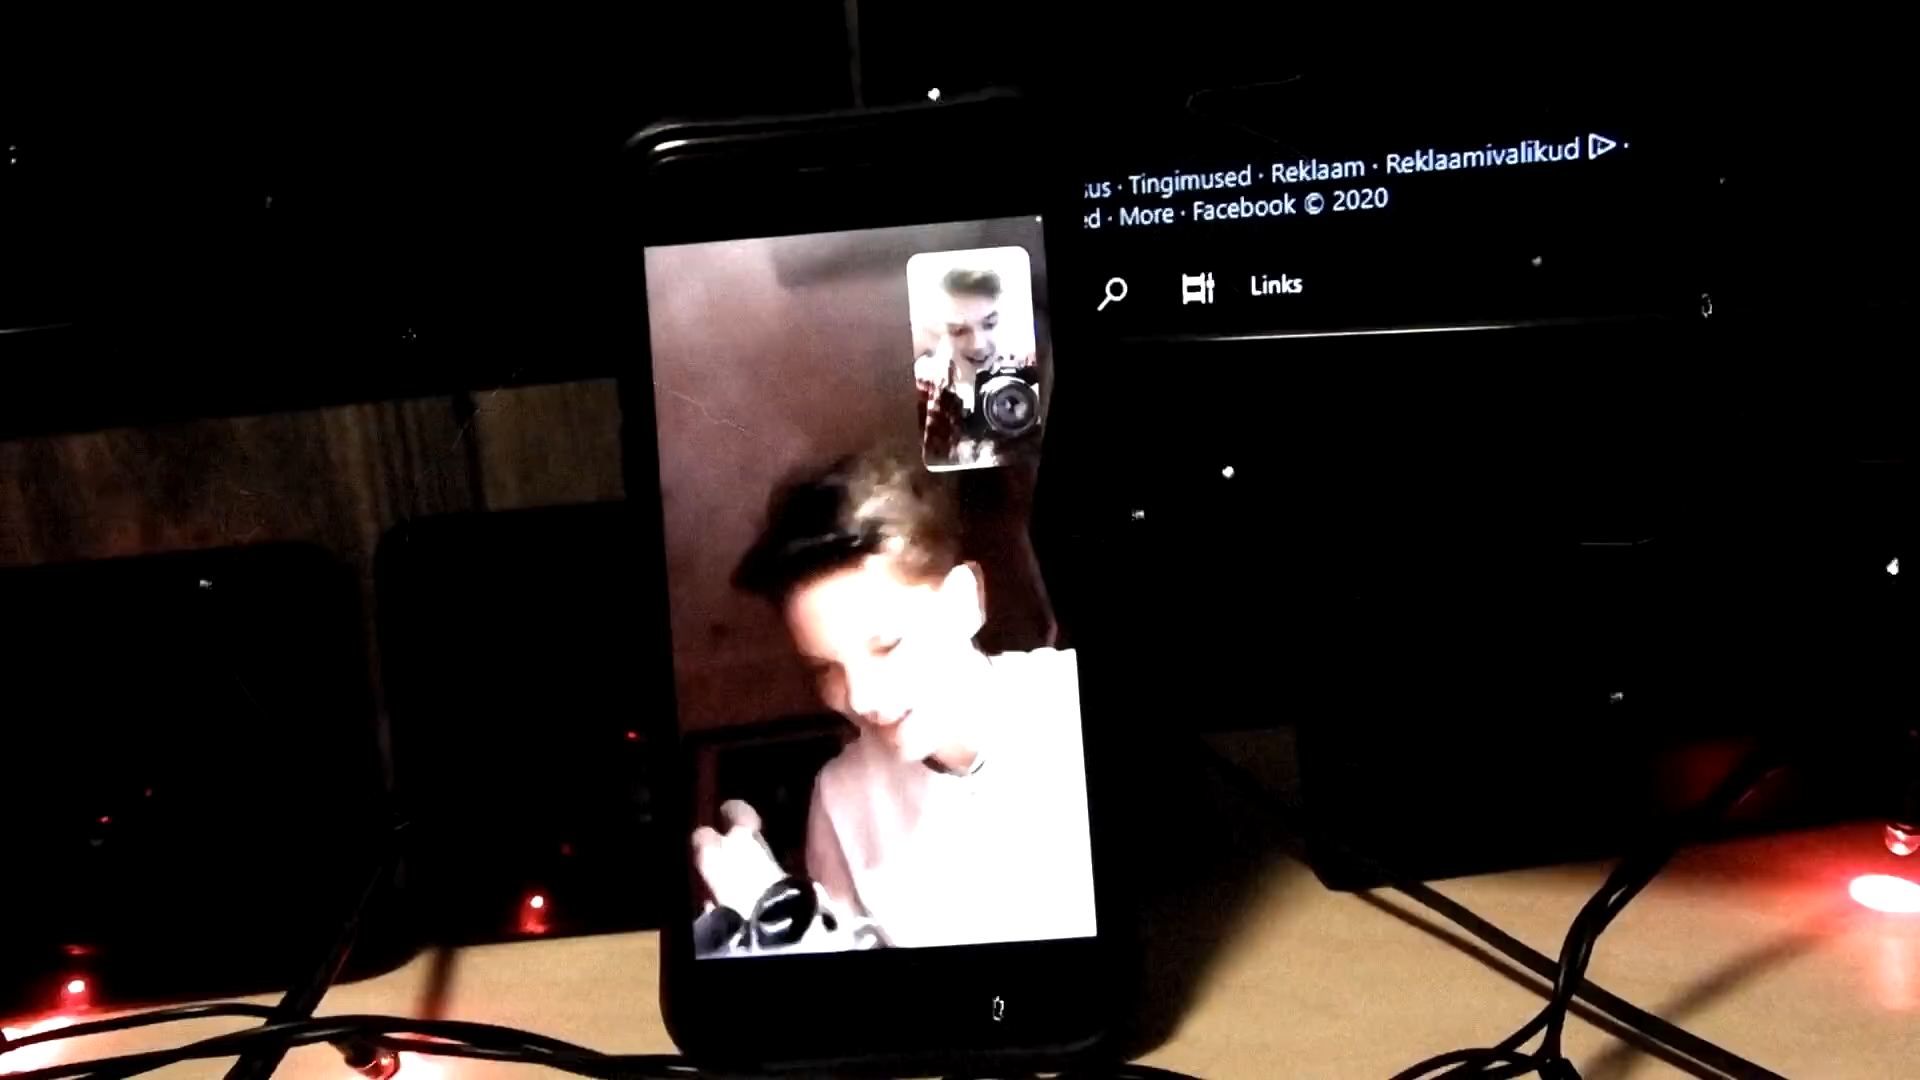 · Tingimused · Reklaam · Reklaamivalikud ·
· More · Facebook © 2020
Links